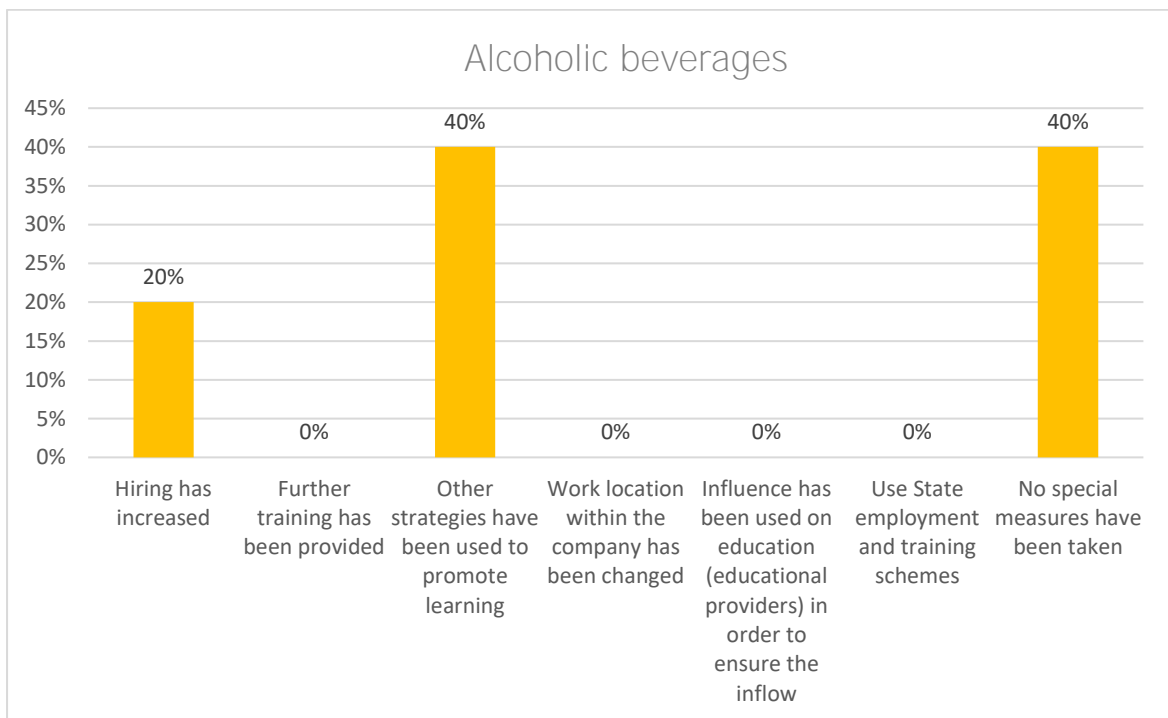 Alcoholic beverages
45%
40%
35%
30%
25%
20%
15%
10%
5%
0%
20%
0%
40%
0%
0%
0%
40%
Hiring has
increased
Further
training has
been provided
Other
strategies have
been used to
promote
learning
Work location
within the
company has
been changed
Influence has
been used on
education
(educational
providers) in
order to
ensure the
inflow
Use State
employment
and training
schemes
No special
measures have
been taken